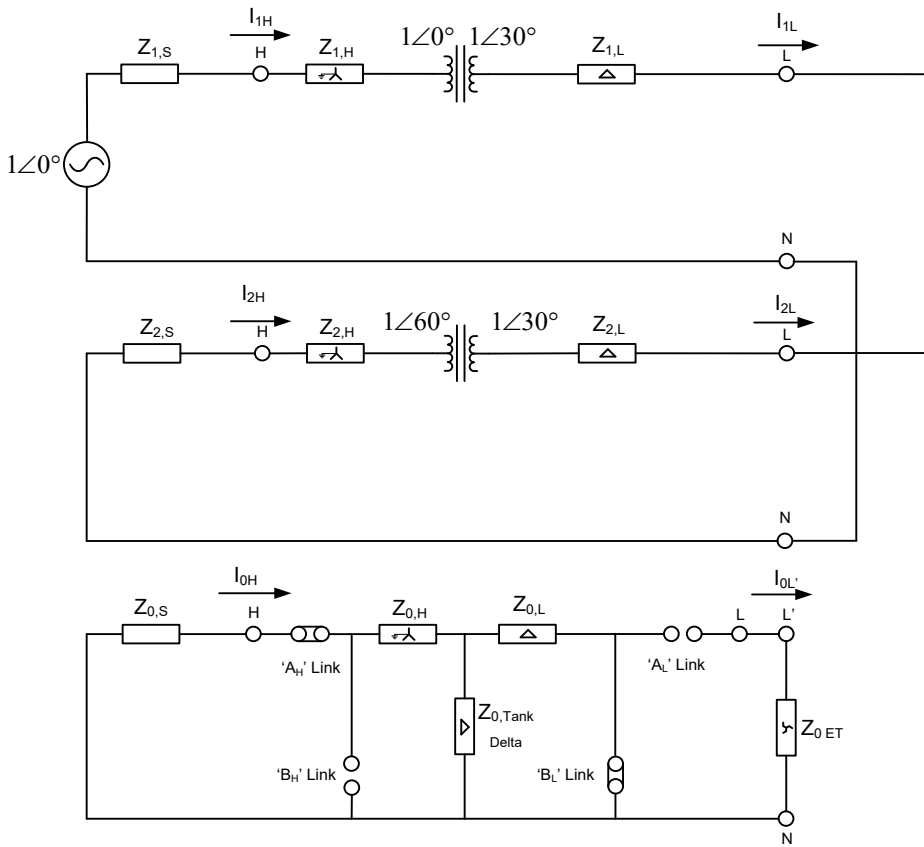 I1H
I1L
Z1,S
H
Z1,H
1∠0°
1∠30°
Z1,L
L
1∠0°
N
I2H
I2L
Z2,S
H
Z2,H
1∠60°
1∠30°
Z2,L
L
N
I0H
I0L'
Z0,S
H
Z0,H
Z0,L
L
L'
'AH' Link
'AL' Link
Z0,Tank
Delta
Z0 ET
'BH' Link
'BL' Link
N